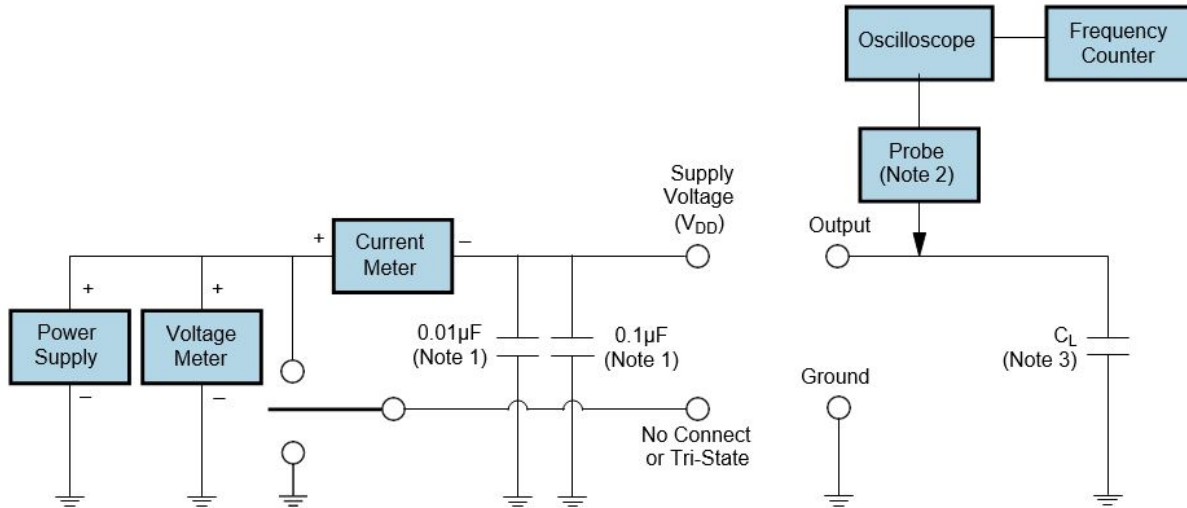 Oscilloscope
Frequency
Counter
Probe
(Note 2)
Supply
Voltage
(VDD)
Output
+
Current
Meter
–
+
Power
Supply
–
+
Voltage
Meter
–
0.01µF
(Note 1)
0.1µF
(Note 1)
CL
(Note 3)
Ground
No Connect
or Tri-State